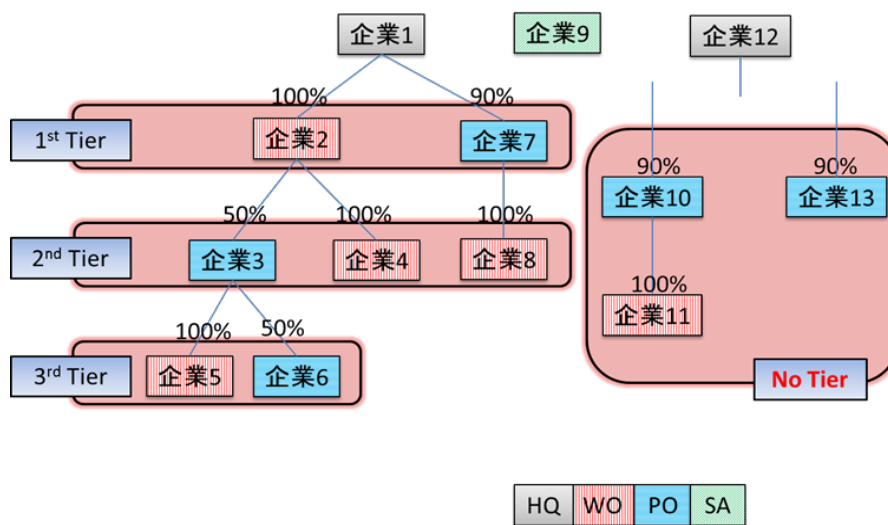 企業1
企業9
企業12
100%
90%
1st Tier
企業2
企業7
90%
90%
企業10
企業13
50%
100%
100%
2nd Tier
企業3
企業4
企業8
100%
企業11
100%
50%
3rd Tier
企業5
企業6
No Tier
HQ
WO
PO
SA